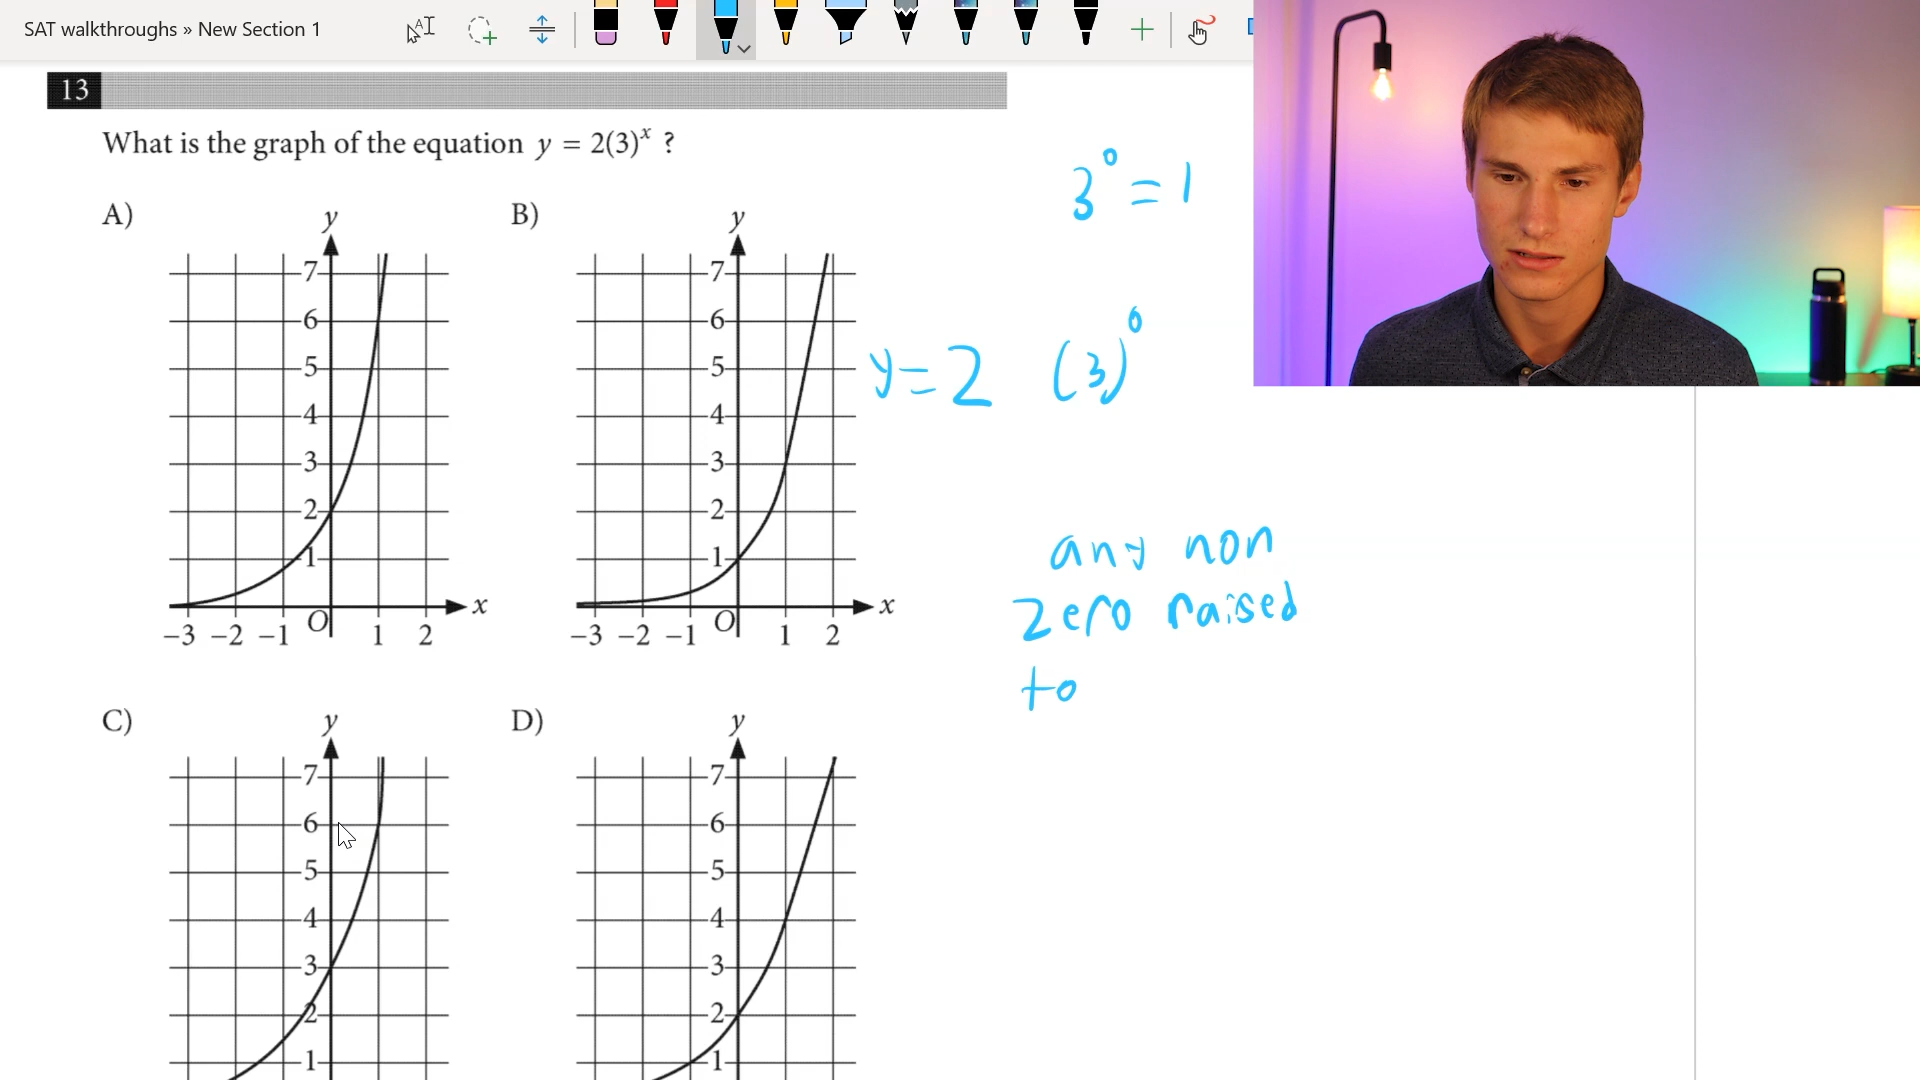 SAT walkthroughs » New Section 1
13
What is the graph of the equation y = 2(3)^x ?
A)
y
7
6
5
4
3
2
1
O
x
−3 −2 −1 1 2
B)
y
7
6
5
4
3
2
1
O
x
−3 −2 −1 1 2
C)
y
7
6
5
4
3
2
1
D)
y
7
6
5
4
3
2
1
3^0 = 1
y = 2 (3)^0
any non
zero raised
to